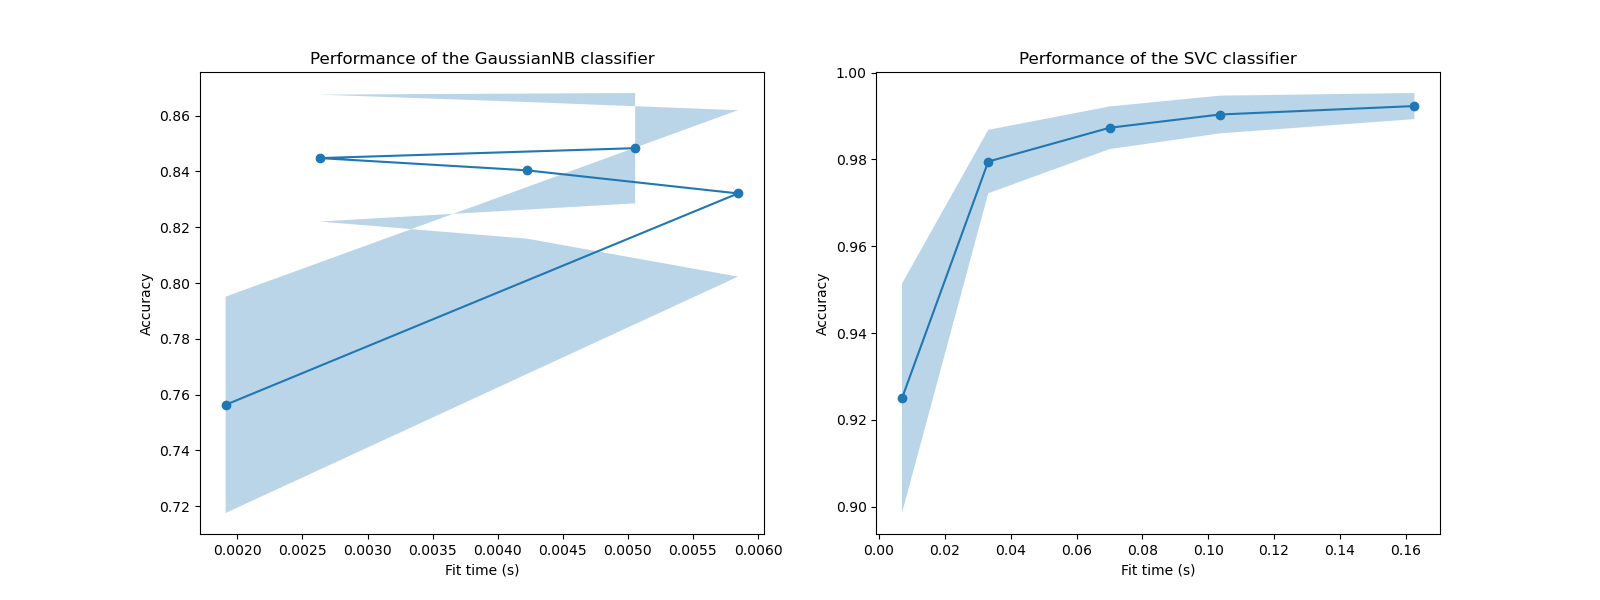 Performance of the GaussianNB classifier
0.86
0.84
0.82
0.80
0.78
0.76
0.74
0.72
Accuracy
0.0020 0.0025 0.0030 0.0035 0.0040 0.0045 0.0050 0.0055 0.0060
Fit time (s)
Performance of the SVC classifier
1.00
0.98
0.96
0.94
0.92
0.90
Accuracy
0.00 0.02 0.04 0.06 0.08 0.10 0.12 0.14 0.16
Fit time (s)